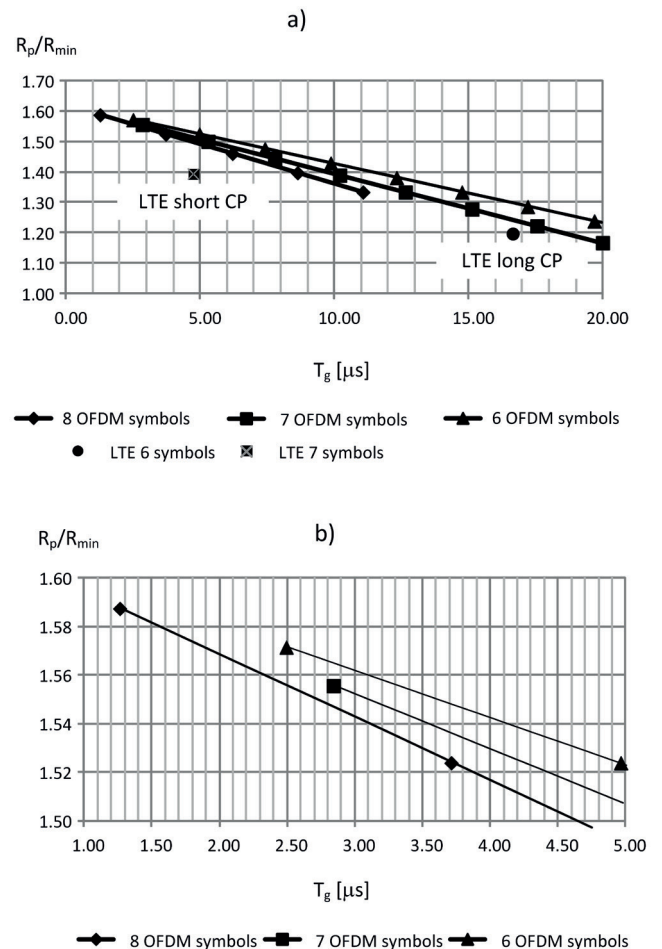 a)
Rp/Rmin
1.70
1.60
1.50
1.40
1.30
1.20
1.10
1.00
LTE short CP
LTE long CP
0.00 5.00 10.00 15.00 20.00
Tg [μs]
8 OFDM symbols 7 OFDM symbols 6 OFDM symbols
LTE 6 symbols LTE 7 symbols
b)
Rp/Rmin
1.60
1.58
1.56
1.54
1.52
1.50
1.00 1.50 2.00 2.50 3.00 3.50 4.00 4.50 5.00
Tg [μs]
8 OFDM symbols 7 OFDM symbols 6 OFDM symbols